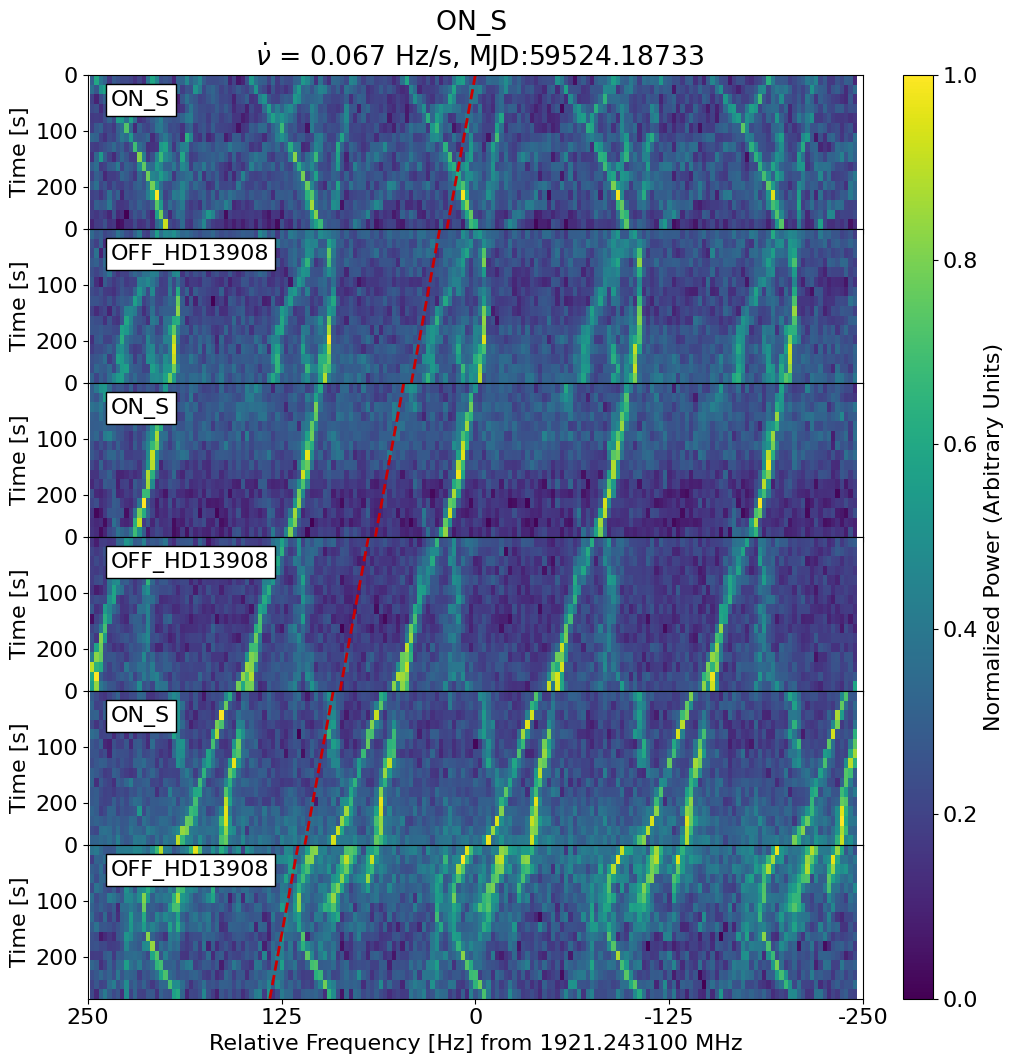 ON_S
ν̇ = 0.067 Hz/s, MJD:59524.18733
0
100
200
Time [s]
ON_S
0
100
200
Time [s]
OFF_HD13908
0
100
200
Time [s]
ON_S
0
100
200
Time [s]
OFF_HD13908
0
100
200
Time [s]
ON_S
0
100
200
Time [s]
OFF_HD13908
250 125 0 -125 -250
Relative Frequency [Hz] from 1921.243100 MHz
1.0
0.8
0.6
0.4
0.2
0.0
Normalized Power (Arbitrary Units)